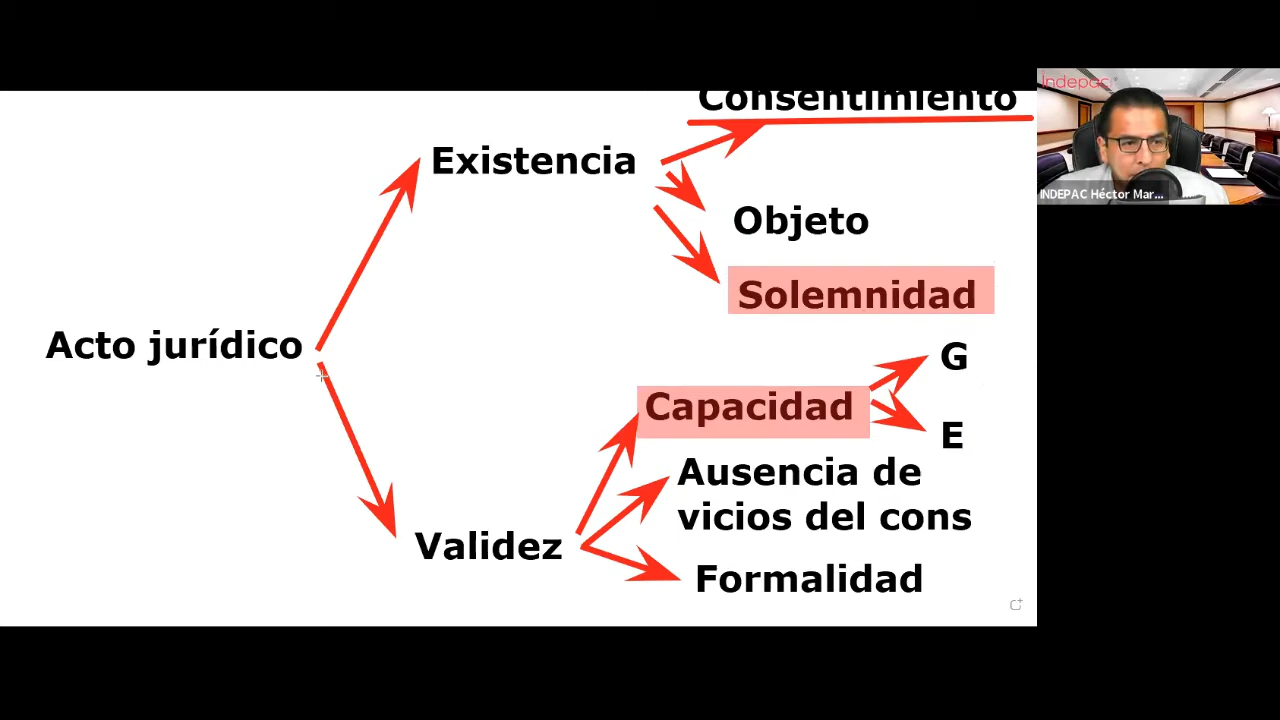 Consentimiento
Indepac
Existencia
INDEPAC Héctor Mar...
Objeto
Solemnidad
Acto jurídico
G
Capacidad
E
Ausencia de
vicios del cons
Validez
Formalidad